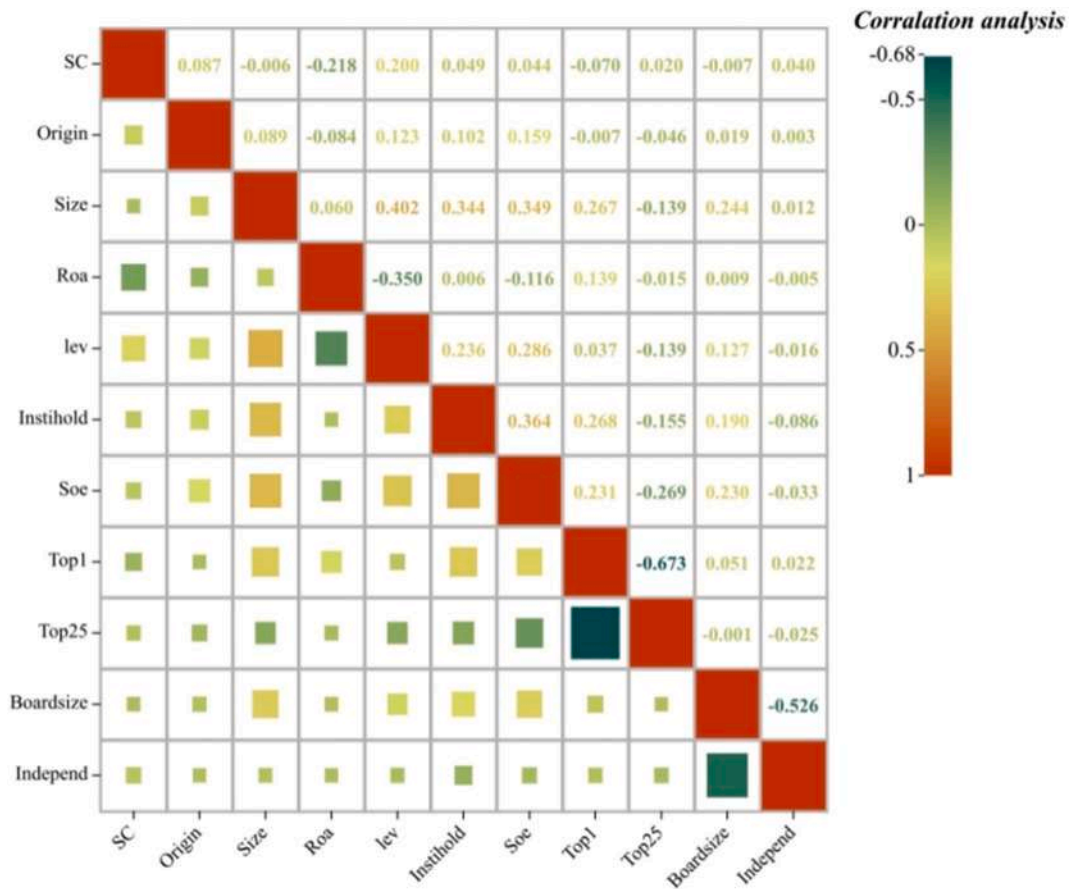 Corralation analysis
-0.68
-0.5
0
0.5
1
SC 0.087 -0.006 -0.218 0.200 0.049 0.044 -0.070 0.020 -0.007 0.040
Origin 0.089 -0.084 0.123 0.102 0.159 -0.007 -0.046 0.019 0.003
Size 0.060 0.402 0.344 0.349 0.267 -0.139 0.244 0.012
Roa -0.350 0.006 -0.116 0.139 -0.015 0.009 -0.005
lev 0.236 0.286 0.037 -0.139 0.127 -0.016
Instihold 0.364 0.268 -0.155 0.190 -0.086
Soe 0.231 -0.269 0.230 -0.033
Top1 -0.673 0.051 0.022
Top25 -0.001 -0.025
Boardsize -0.526
Independ
SC Origin Size Roa lev Instihold Soe Top1 Top25 Boardsize Independ